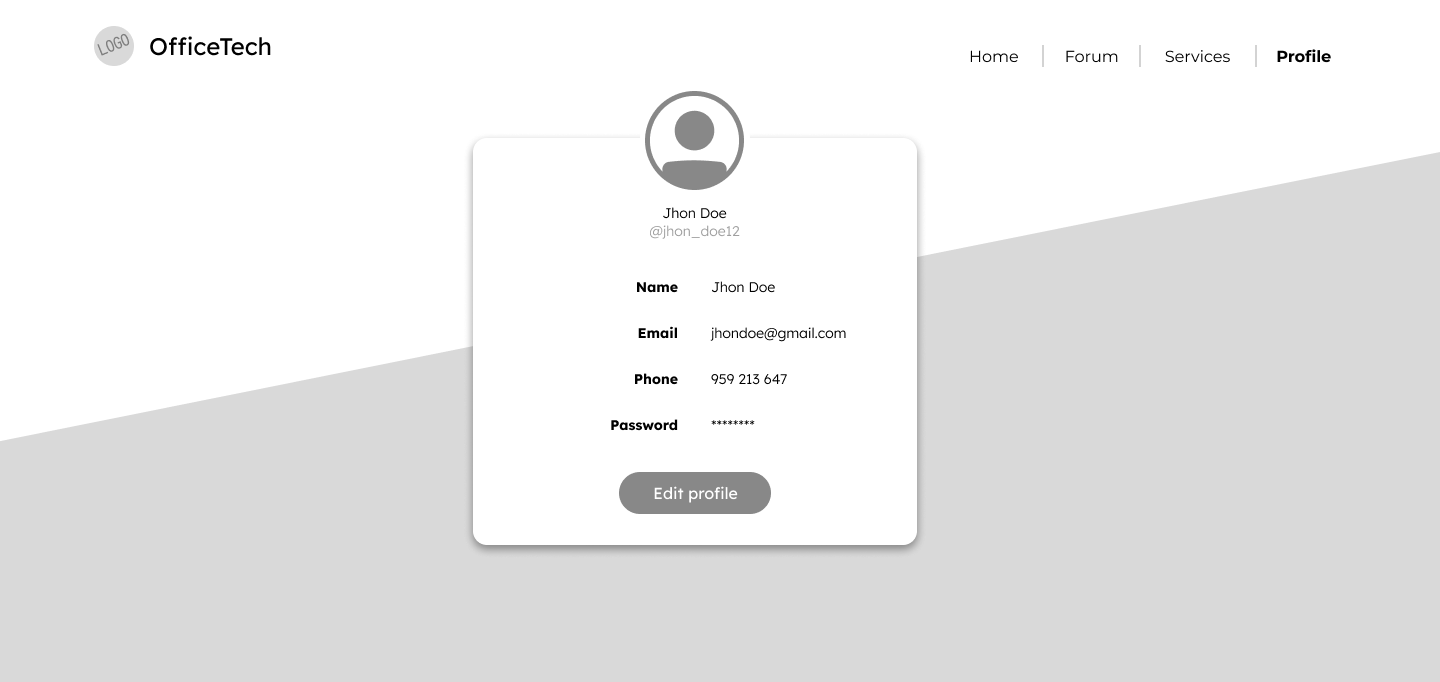 LOGO
OfficeTech
Home
Forum
Services
Profile
Jhon Doe
@jhon_doe12
Name Jhon Doe
Email jhondoe@gmail.com
Phone 959 213 647
Password ********
Edit profile